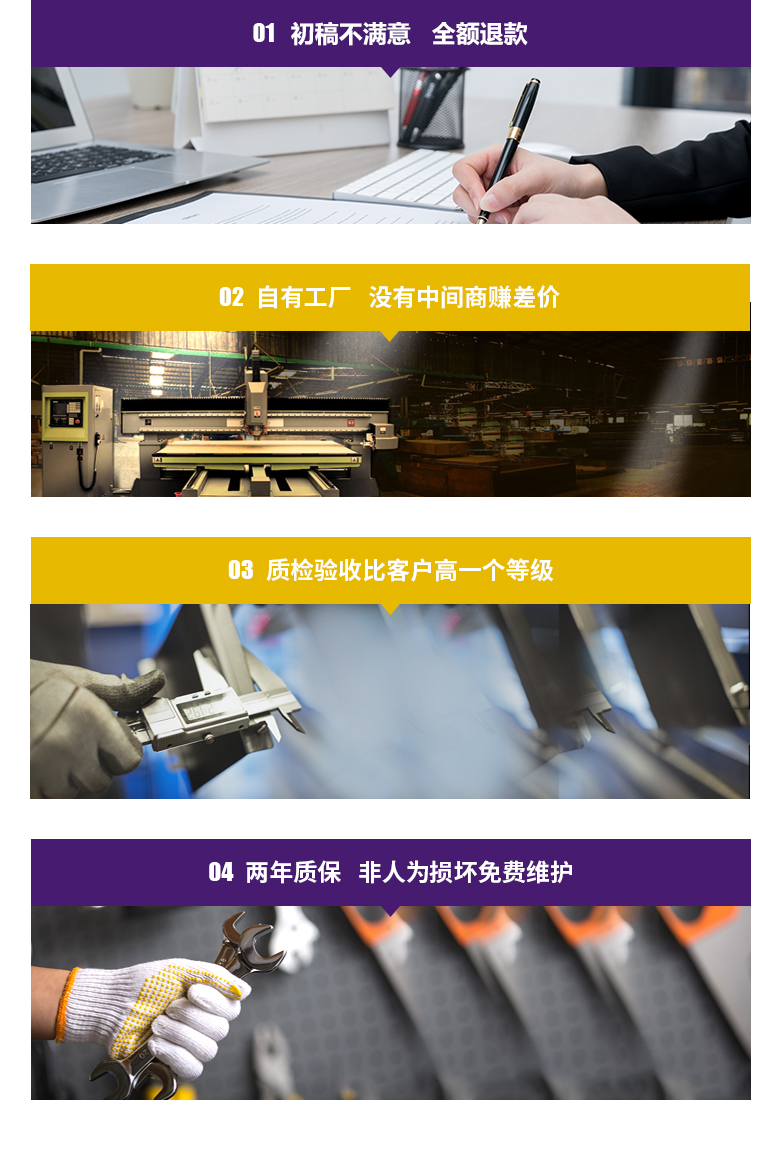 01 初稿不满意 全额退款
02 自有工厂 没有中间商赚差价
03 质检验收比客户高一个等级
04 两年质保 非人为损坏免费维护